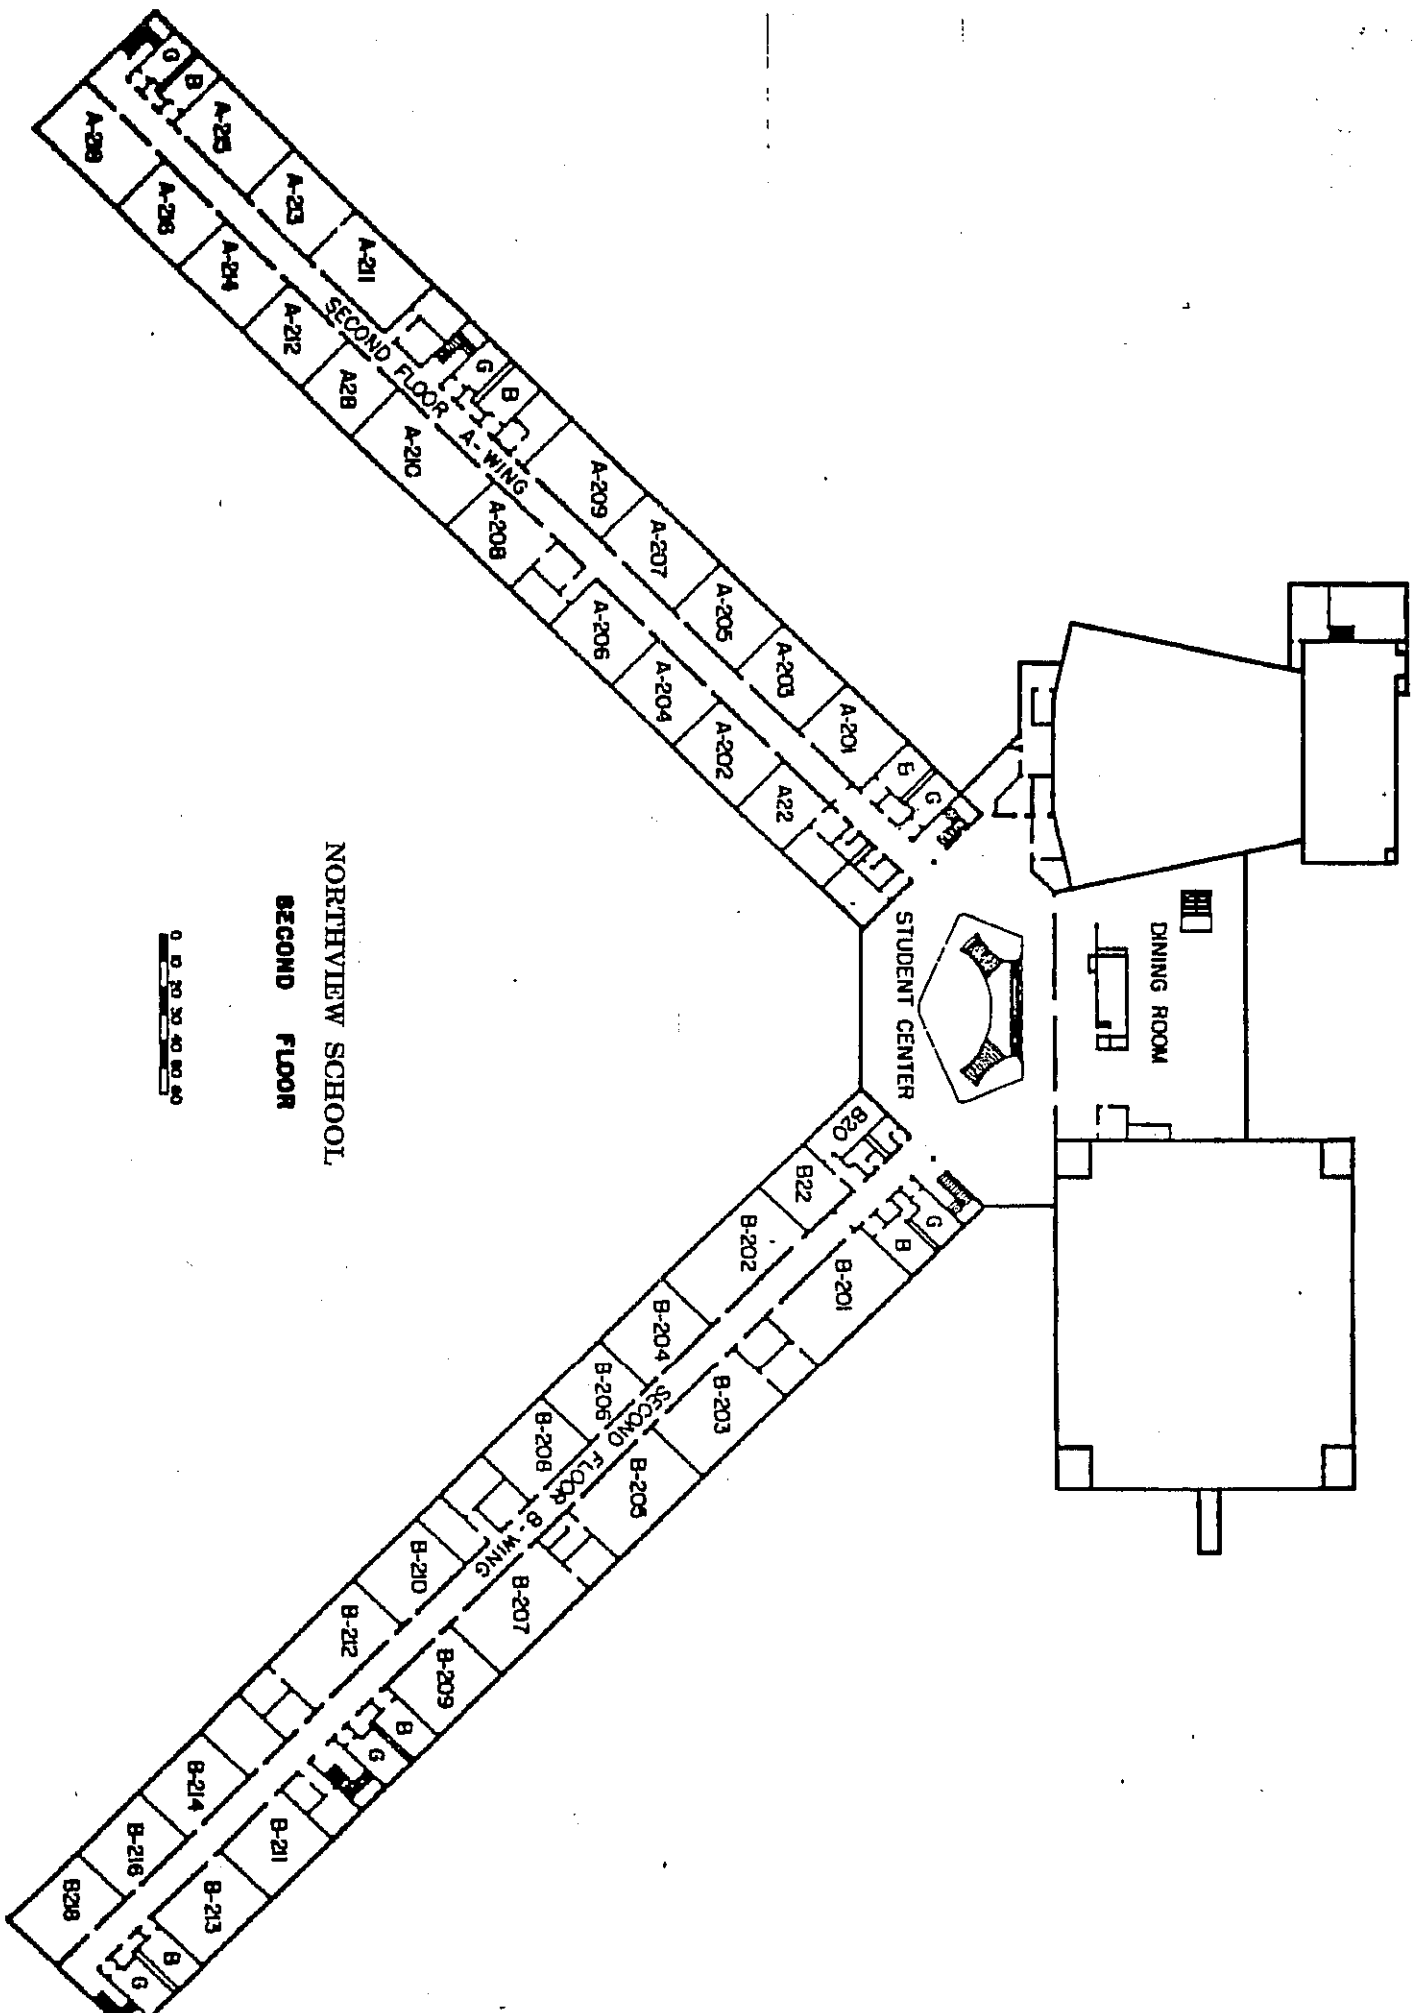 NORTHVIEW SCHOOL
SECOND FLOOR
0 10 20 30 40 50 60
DINING ROOM
STUDENT CENTER
SECOND FLOOR A-WING
G
B
A-215
A-213
A-211
G
B
A-209
A-207
A-205
A-203
A-201
B
G
A-218
A-216
A-214
A-212
A28
A-210
A-208
A-206
A-204
A-202
A22
SECOND FLOOR B-WING
B20
B22
B-202
B-204
B-206
B-208
B-210
B-212
B-214
B-216
B218
G
B
B-201
B-203
B-205
B-207
B-209
B
G
B-211
B-213
B
G